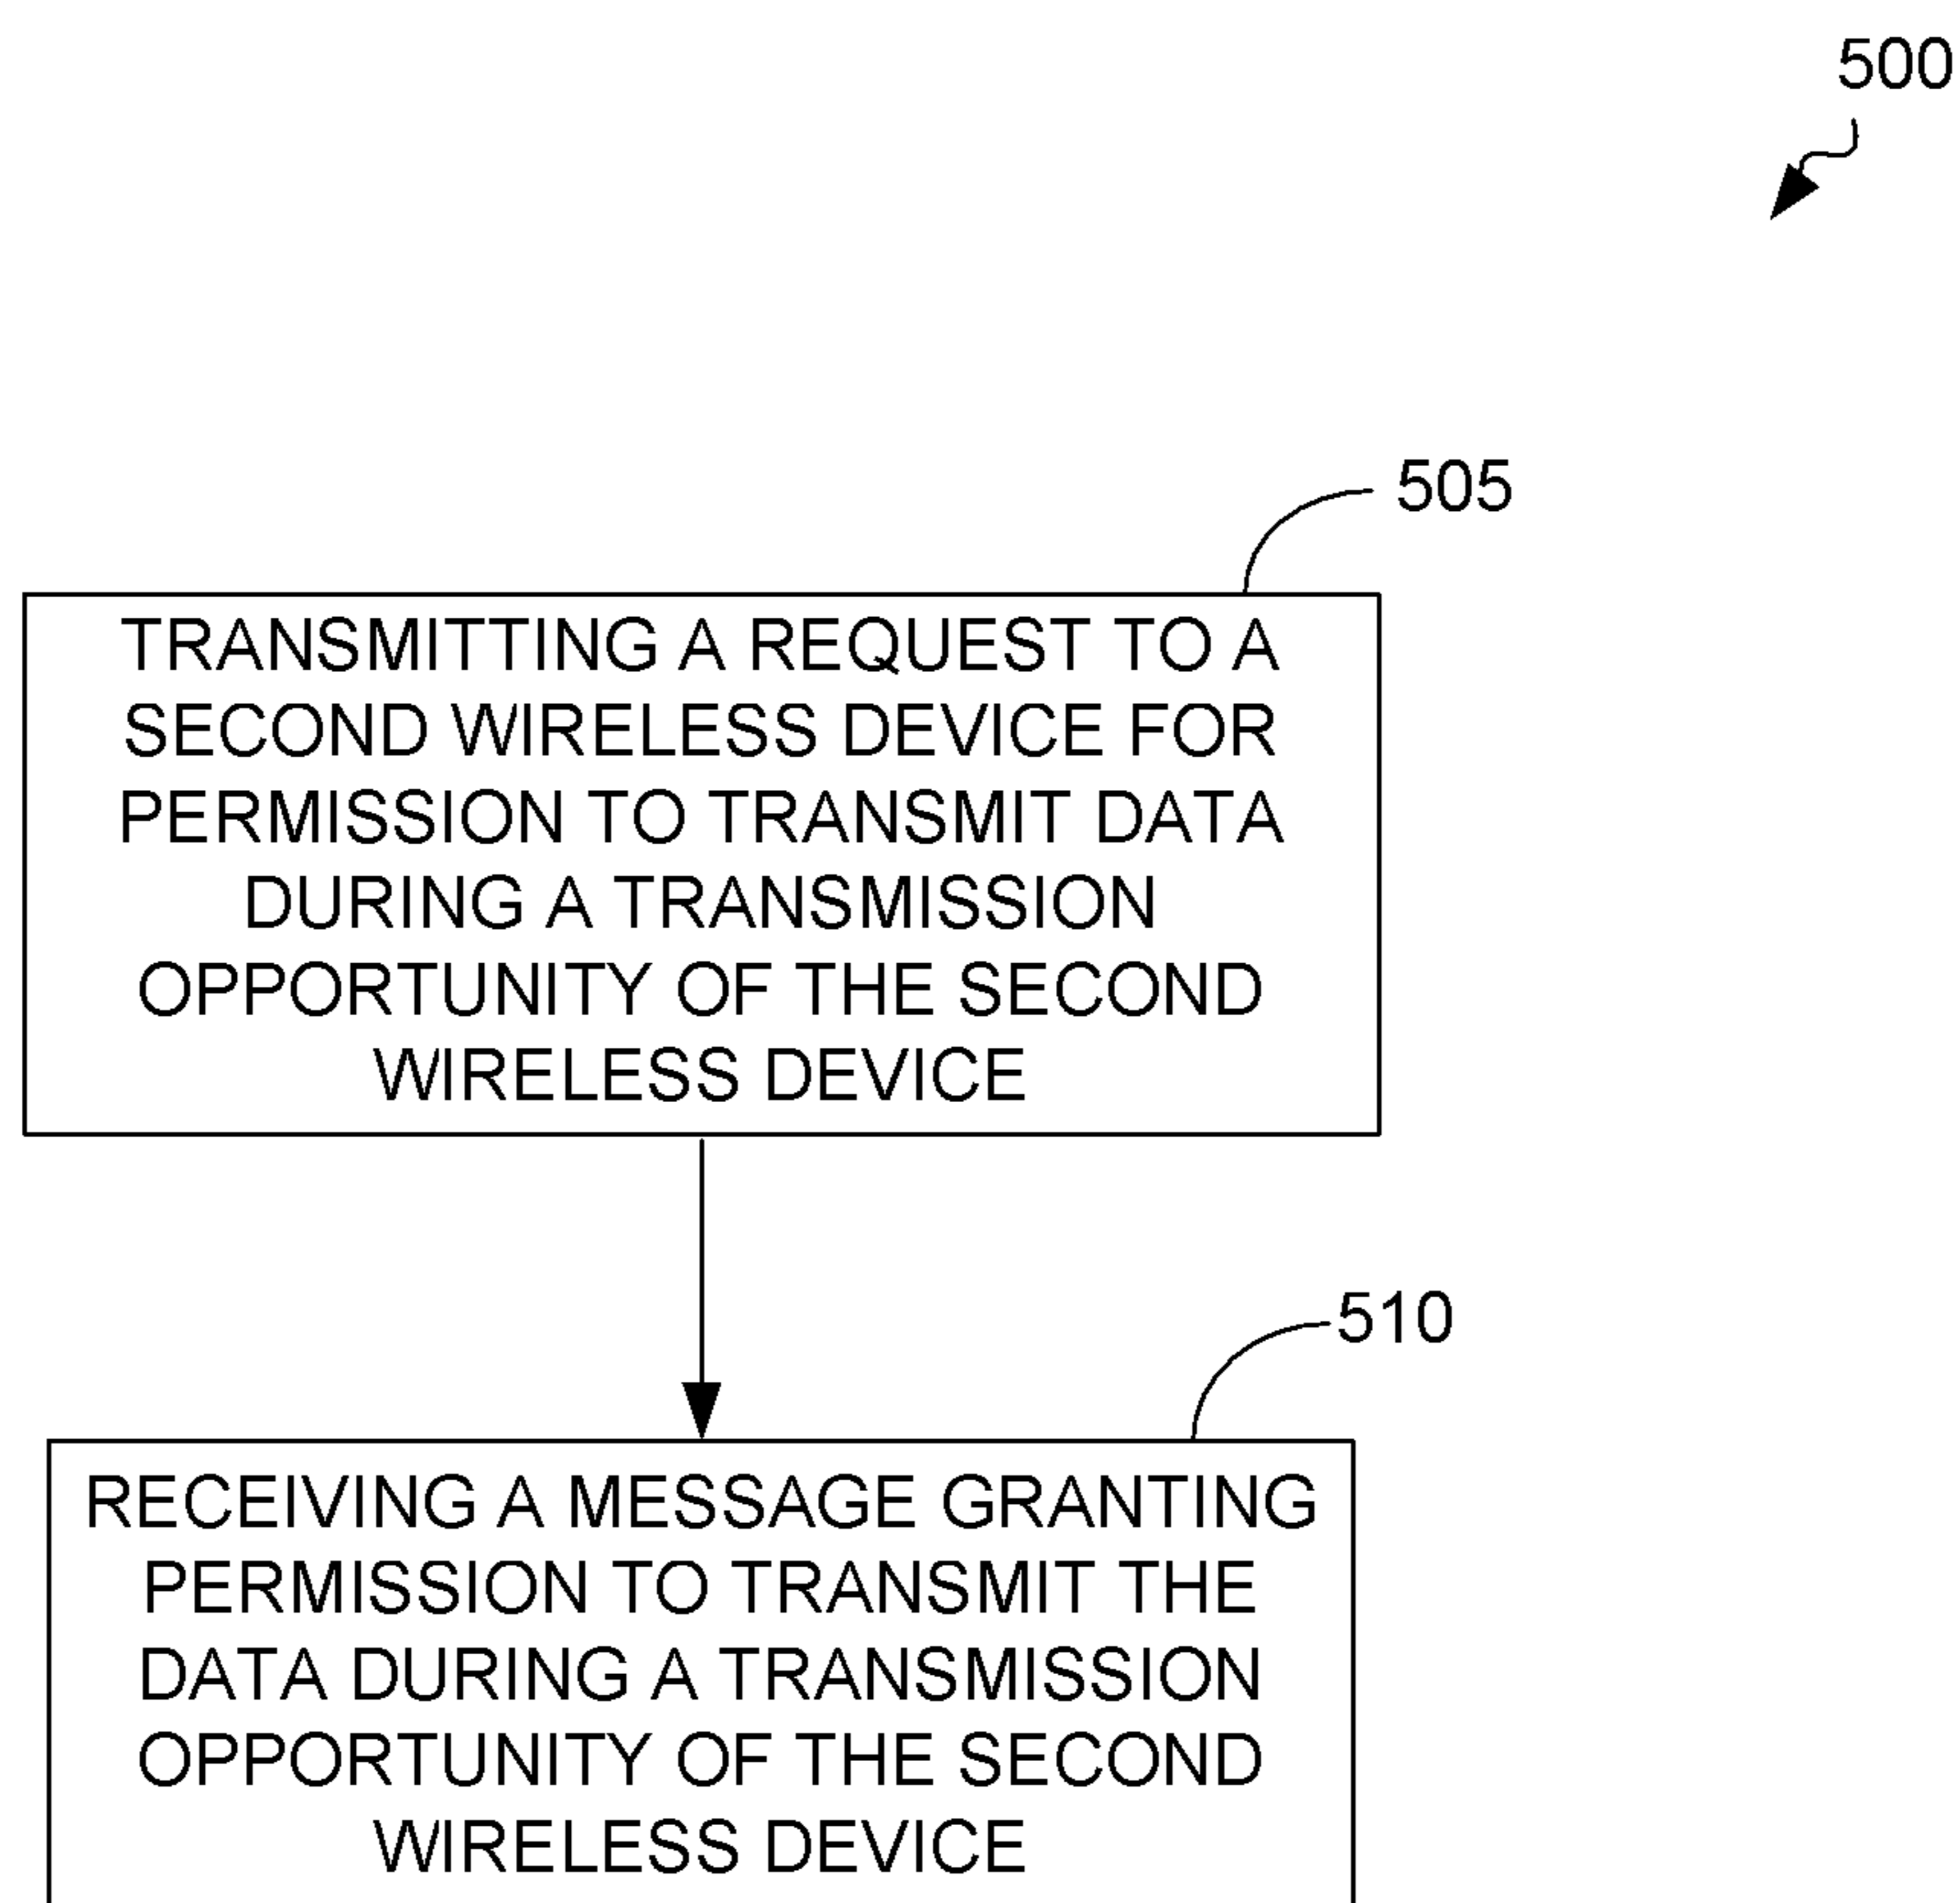 500
505
TRANSMITTING A REQUEST TO A
SECOND WIRELESS DEVICE FOR
PERMISSION TO TRANSMIT DATA
DURING A TRANSMISSION
OPPORTUNITY OF THE SECOND
WIRELESS DEVICE
510
RECEIVING A MESSAGE GRANTING
PERMISSION TO TRANSMIT THE
DATA DURING A TRANSMISSION
OPPORTUNITY OF THE SECOND
WIRELESS DEVICE